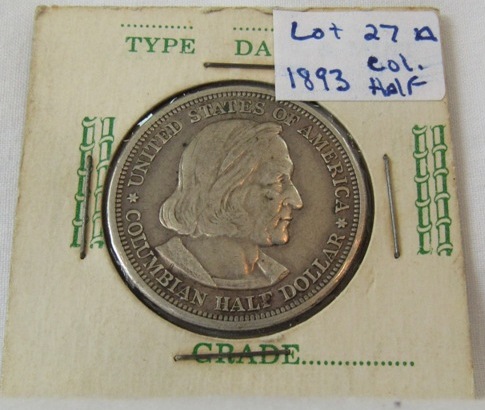 TYPE DA
Lot 27 A
1893 Col.
Half
UNITED STATES OF AMERICA
COLUMBIAN HALF DOLLAR
GRADE